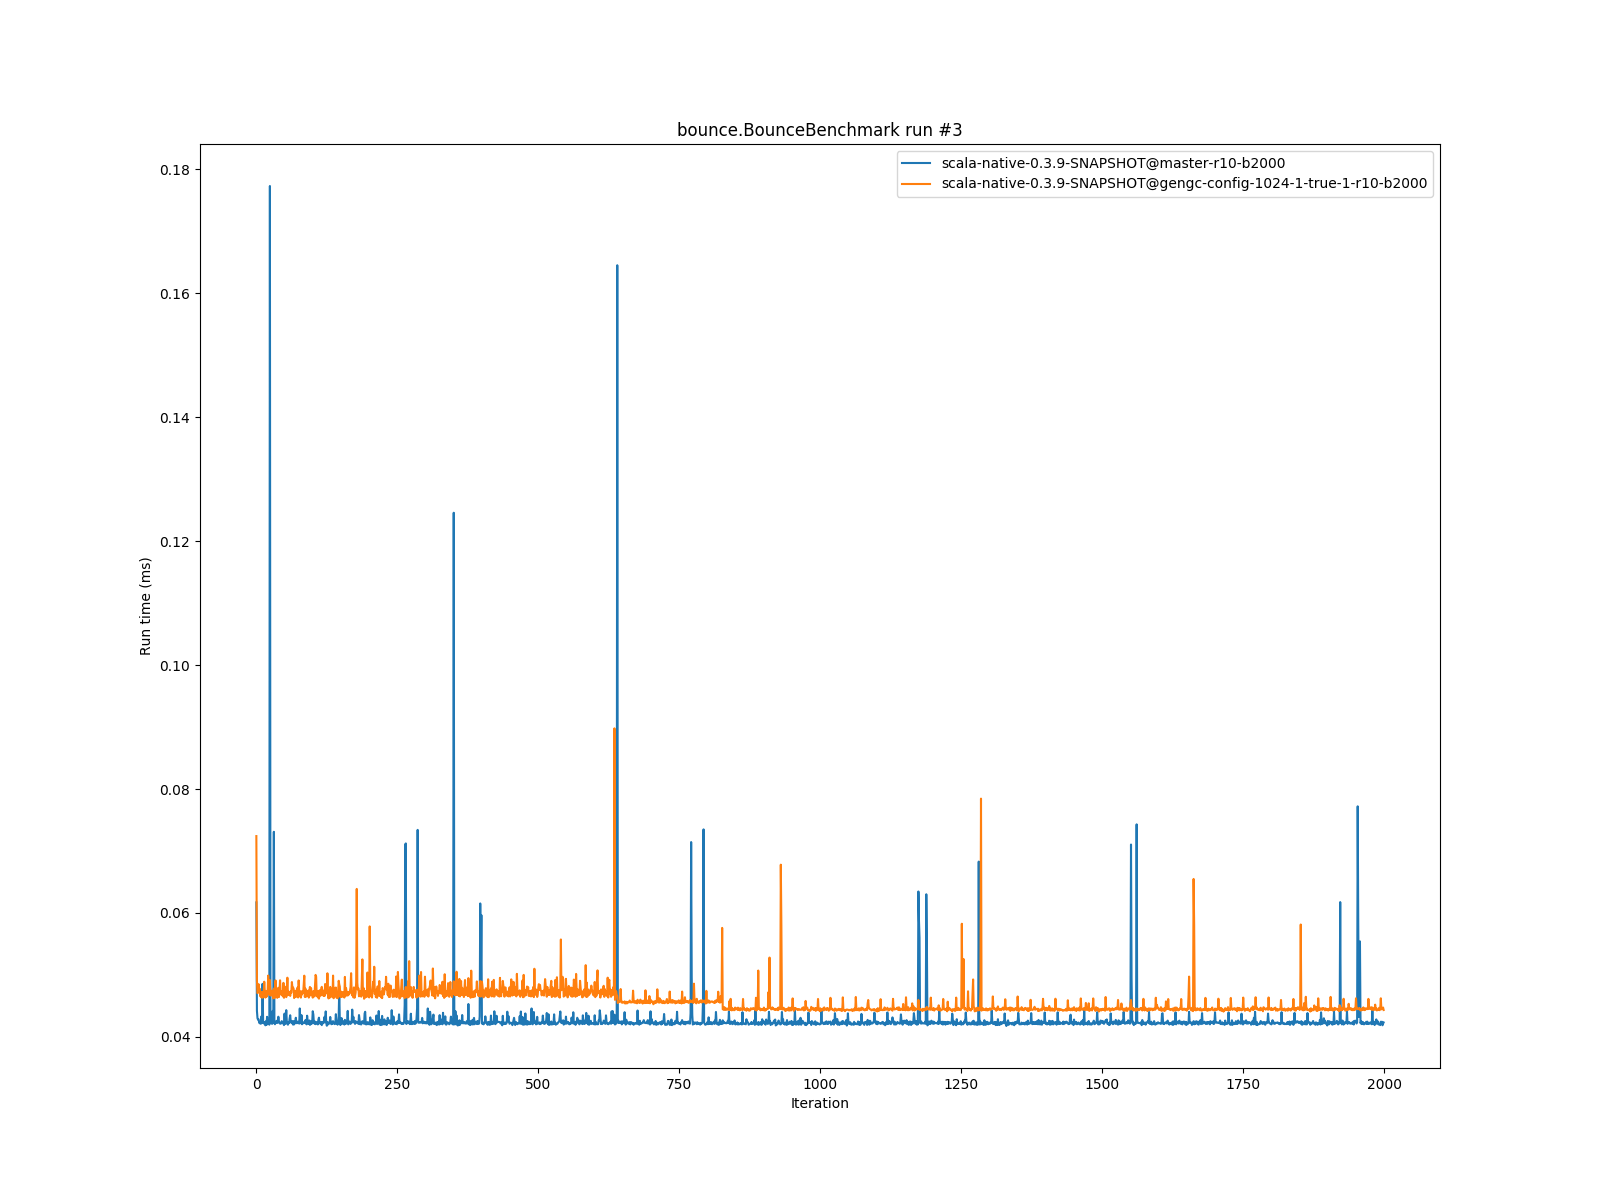 bounce.BounceBenchmark run #3
scala-native-0.3.9-SNAPSHOT@master-r10-b2000
scala-native-0.3.9-SNAPSHOT@gengc-config-1024-1-true-1-r10-b2000
0.18
0.16
0.14
0.12
0.10
0.08
0.06
0.04
Run time (ms)
0 250 500 750 1000 1250 1500 1750 2000
Iteration